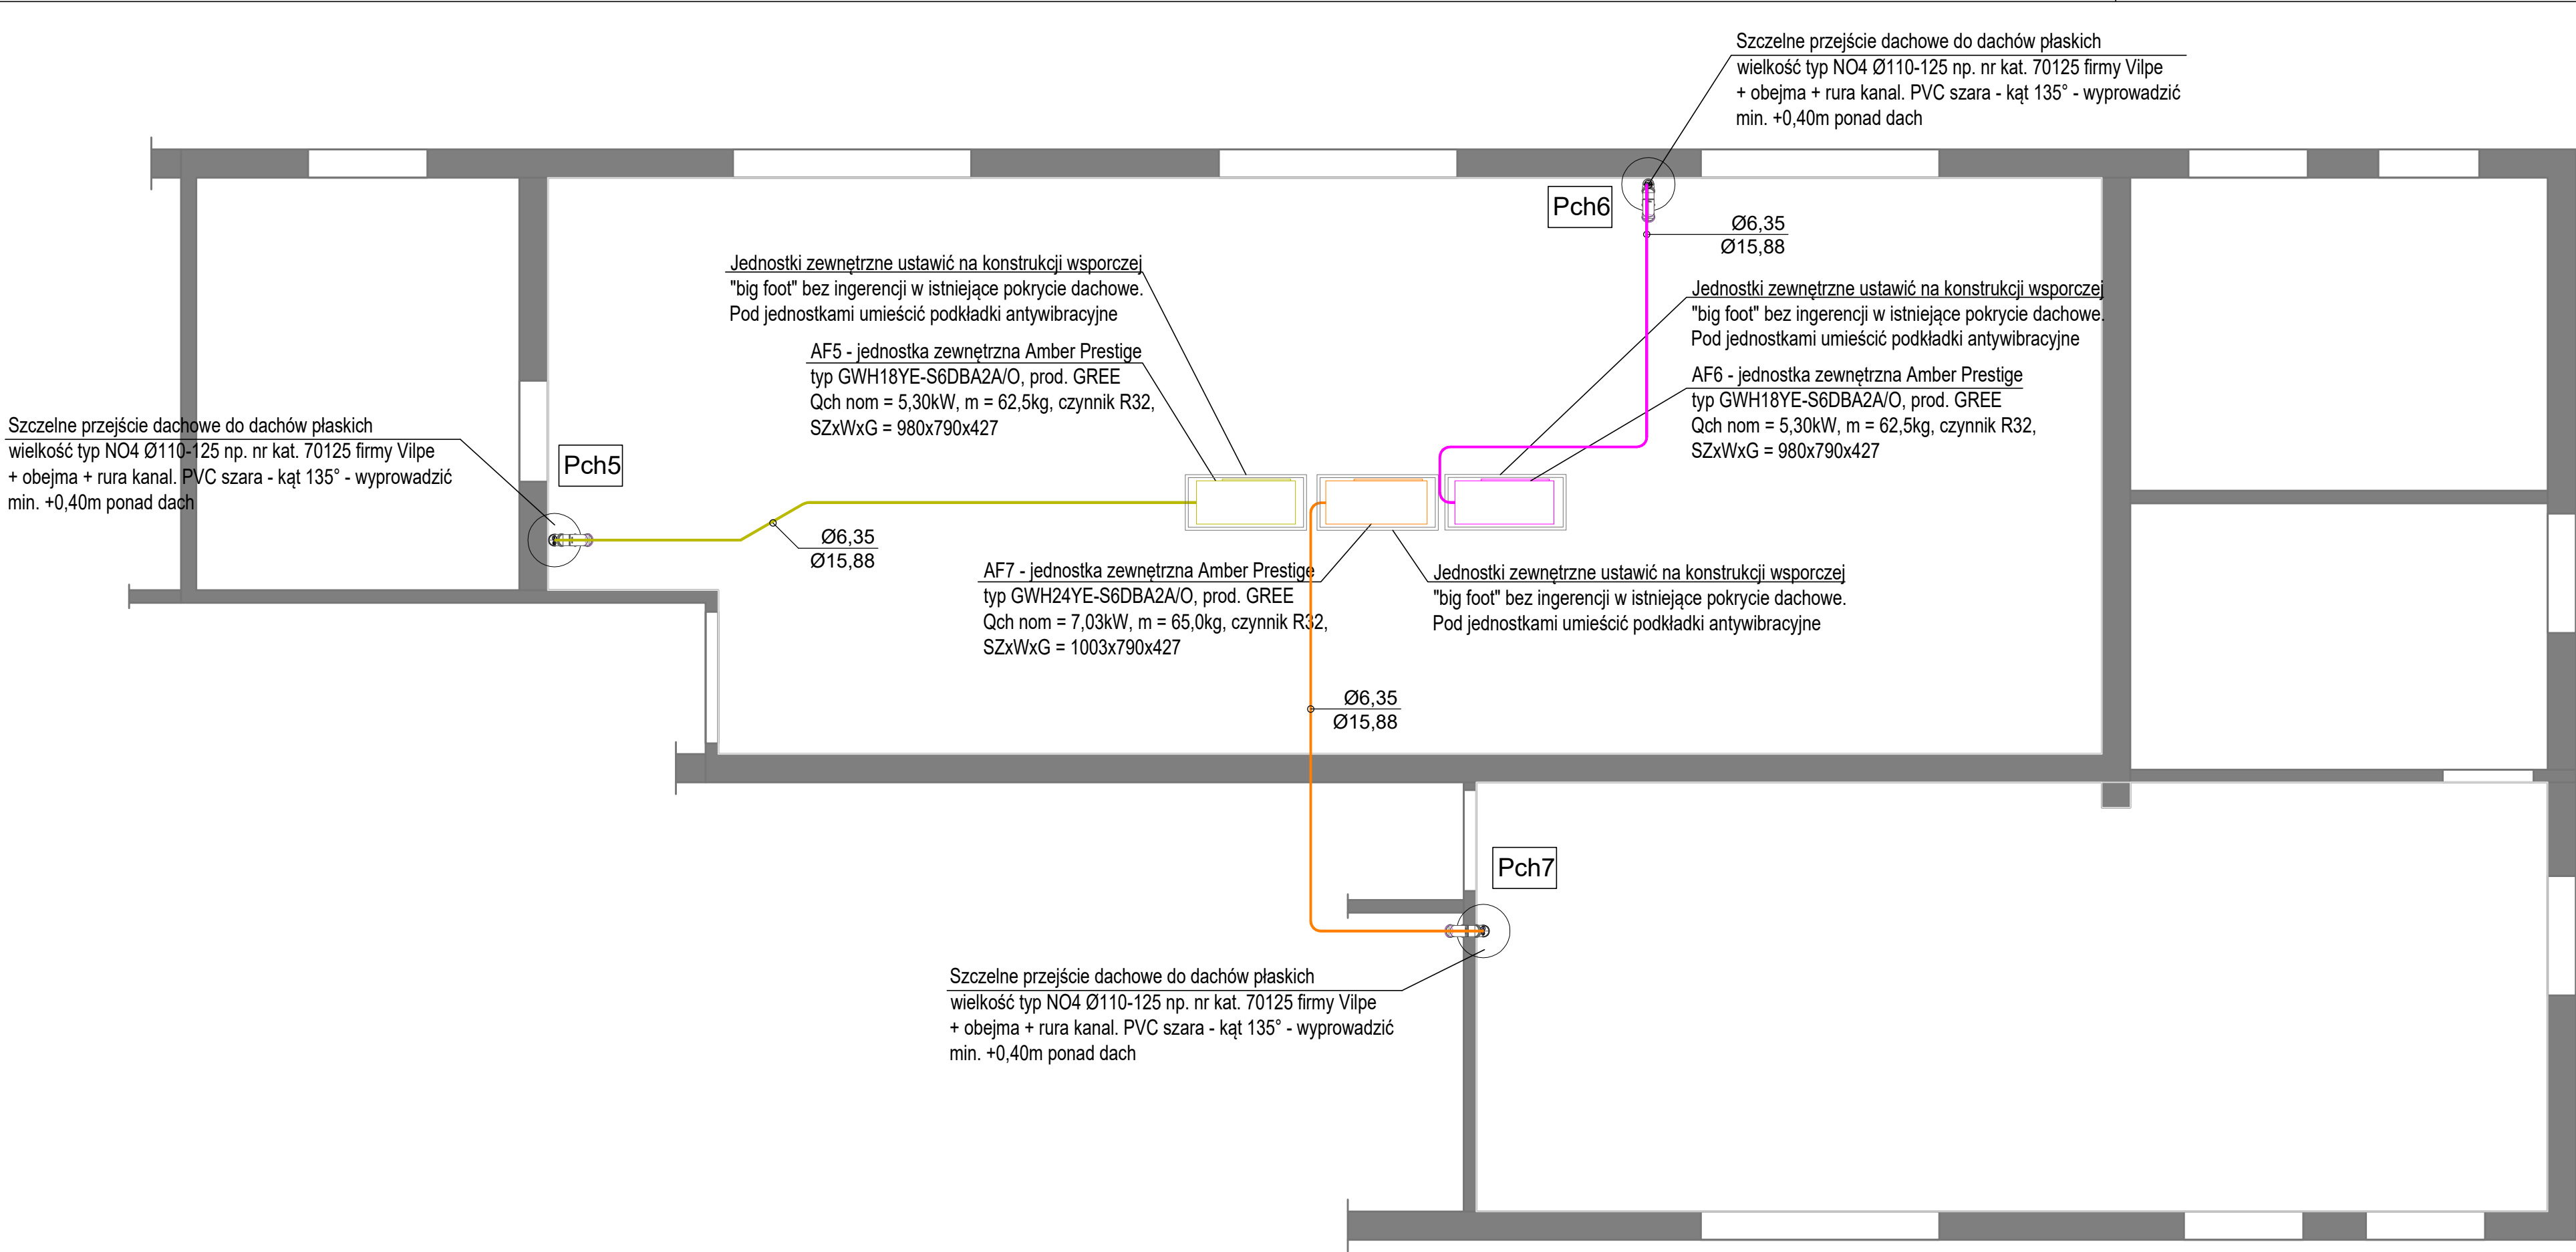 Szczelne przejście dachowe do dachów płaskich
wielkość typ NO4 Ø110-125 np. nr kat. 70125 firmy Vilpe
+ obejma + rura kanal. PVC szara - kąt 135° - wyprowadzić
min. +0,40m ponad dach
Pch6
Ø6,35
Ø15,88
Jednostki zewnętrzne ustawić na konstrukcji wsporczej
"big foot" bez ingerencji w istniejące pokrycie dachowe.
Pod jednostkami umieścić podkładki antywibracyjne
Jednostki zewnętrzne ustawić na konstrukcji wsporczej
"big foot" bez ingerencji w istniejące pokrycie dachowe.
Pod jednostkami umieścić podkładki antywibracyjne
AF5 - jednostka zewnętrzna Amber Prestige
typ GWH18YE-S6DBA2A/O, prod. GREE
Qch nom = 5,30kW, m = 62,5kg, czynnik R32,
SZxWxG = 980x790x427
AF6 - jednostka zewnętrzna Amber Prestige
typ GWH18YE-S6DBA2A/O, prod. GREE
Qch nom = 5,30kW, m = 62,5kg, czynnik R32,
SZxWxG = 980x790x427
Szczelne przejście dachowe do dachów płaskich
wielkość typ NO4 Ø110-125 np. nr kat. 70125 firmy Vilpe
+ obejma + rura kanal. PVC szara - kąt 135° - wyprowadzić
min. +0,40m ponad dach
Pch5
Ø6,35
Ø15,88
AF7 - jednostka zewnętrzna Amber Prestige
typ GWH24YE-S6DBA2A/O, prod. GREE
Qch nom = 7,03kW, m = 65,0kg, czynnik R32,
SZxWxG = 1003x790x427
Jednostki zewnętrzne ustawić na konstrukcji wsporczej
"big foot" bez ingerencji w istniejące pokrycie dachowe.
Pod jednostkami umieścić podkładki antywibracyjne
Ø6,35
Ø15,88
Pch7
Szczelne przejście dachowe do dachów płaskich
wielkość typ NO4 Ø110-125 np. nr kat. 70125 firmy Vilpe
+ obejma + rura kanal. PVC szara - kąt 135° - wyprowadzić
min. +0,40m ponad dach